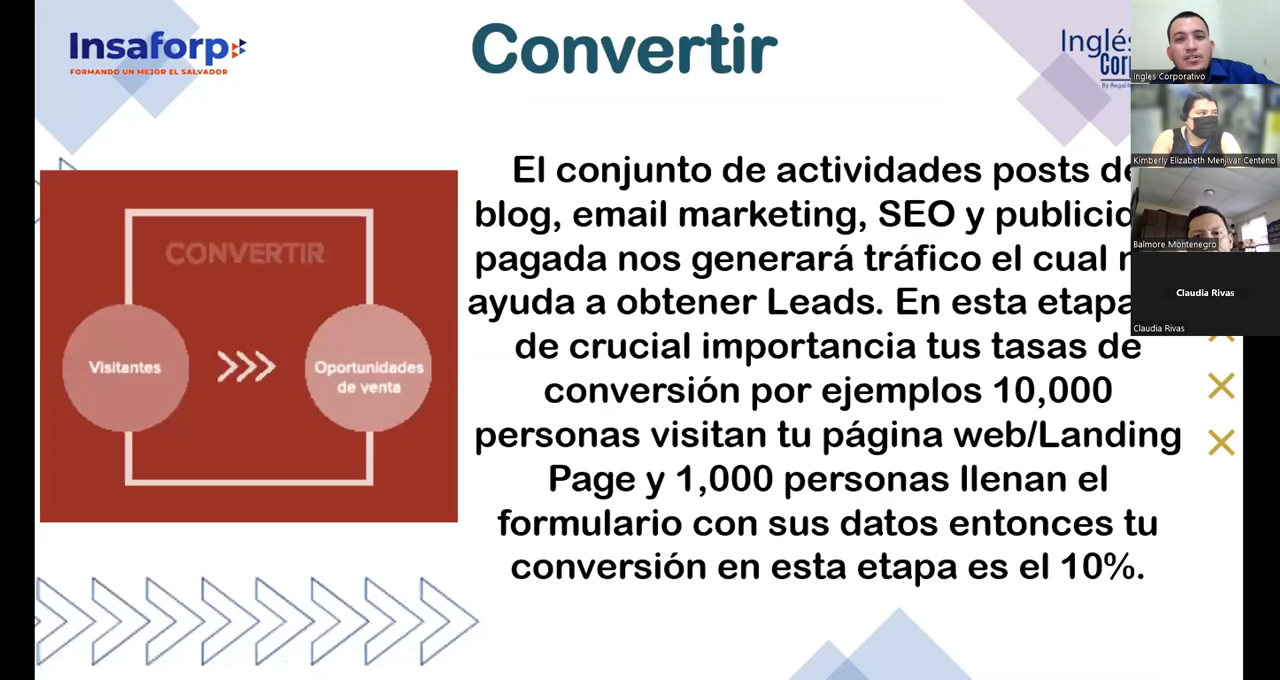 Insaforp
FORMANDO UN MEJOR EL SALVADOR
Convertir
Inglés
Corp
By Regal
Ingles Corporativo
Kimberly Elizabeth Menjivar Centeno
Balmore Montenegro
Claudia Rivas
Claudia Rivas
CONVERTIR
Visitantes
Oportunidades
de venta
El conjunto de actividades posts de
blog, email marketing, SEO y publicid
pagada nos generará tráfico el cual n
ayuda a obtener Leads. En esta etapa
de crucial importancia tus tasas de
conversión por ejemplos 10,000
personas visitan tu página web/Landing
Page y 1,000 personas llenan el
formulario con sus datos entonces tu
conversión en esta etapa es el 10%.